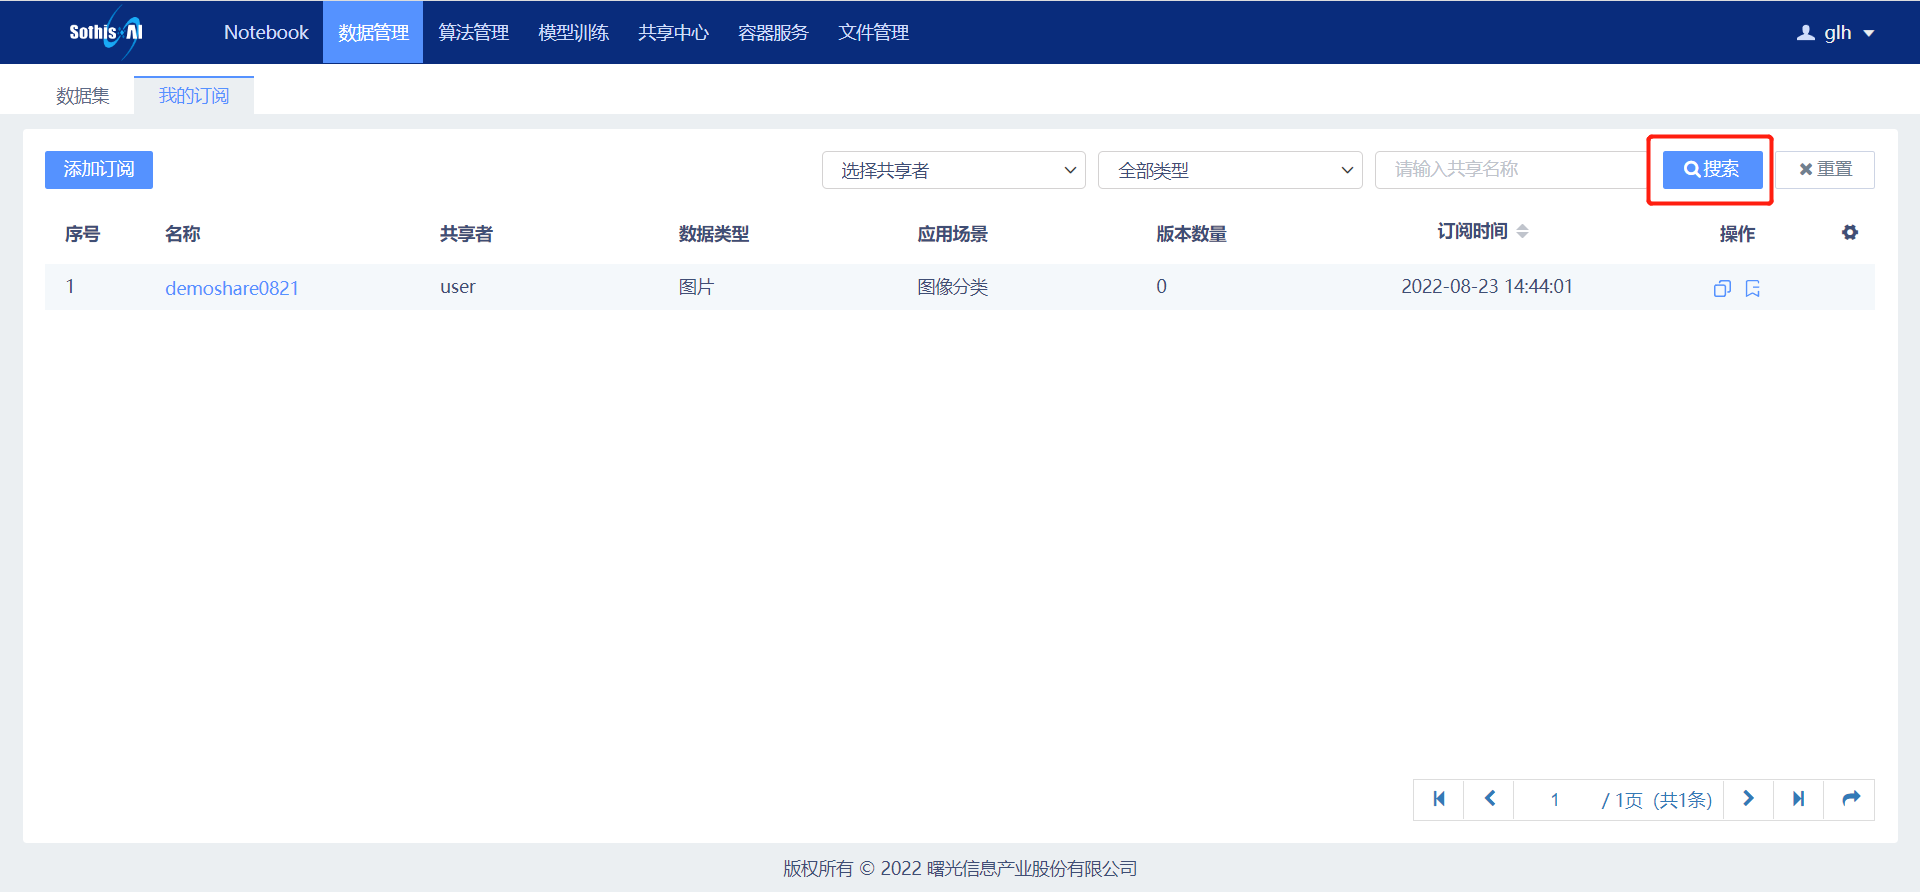 Sothis AI Notebook 数据管理 算法管理 模型训练 共享中心 容器服务 文件管理 glh
数据集 我的订阅
添加订阅 选择共享者 全部类型 请输入共享名称 搜索 重置
序号 名称 共享者 数据类型 应用场景 版本数量 订阅时间 操作
1 demoshare0821 user 图片 图像分类 0 2022-08-23 14:44:01
1 / 1页 (共1条)
版权所有 © 2022 曙光信息产业股份有限公司